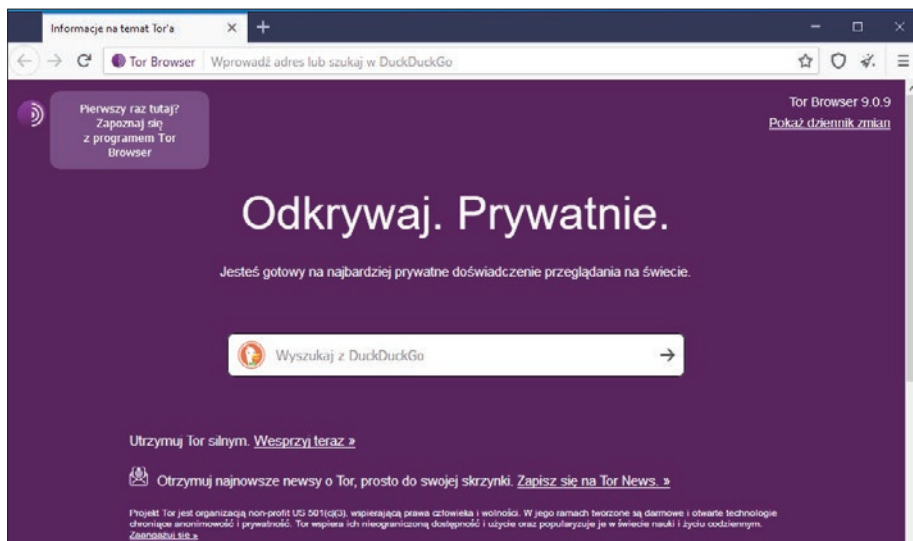 Informacje na temat Tor'a
Tor Browser
Wprowadź adres lub szukaj w DuckDuckGo
Pierwszy raz tutaj?
Zapoznaj się
z programem Tor
Browser
Tor Browser 9.0.9
Pokaż dziennik zmian
Odkrywaj. Prywatnie.
Jesteś gotowy na najbardziej prywatne doświadczenie przeglądania na świecie.
Wyszukaj z DuckDuckGo
Utrzymuj Tor silnym. Wesprzyj teraz »
Otrzymuj najnowsze newsy o Tor, prosto do swojej skrzynki. Zapisz się na Tor News. »
Projekt Tor jest organizacją non-profit US 501(c)(3), wspierającą prawa człowieka i wolności. W jego ramach tworzone są darmowe i otwarte technologie
chroniące anonimowość i prywatność. Tor wspiera ich nieograniczoną dostępność i użycie oraz popularyzuje je w świecie nauki i życiu codziennym.
Zaangażuj się »